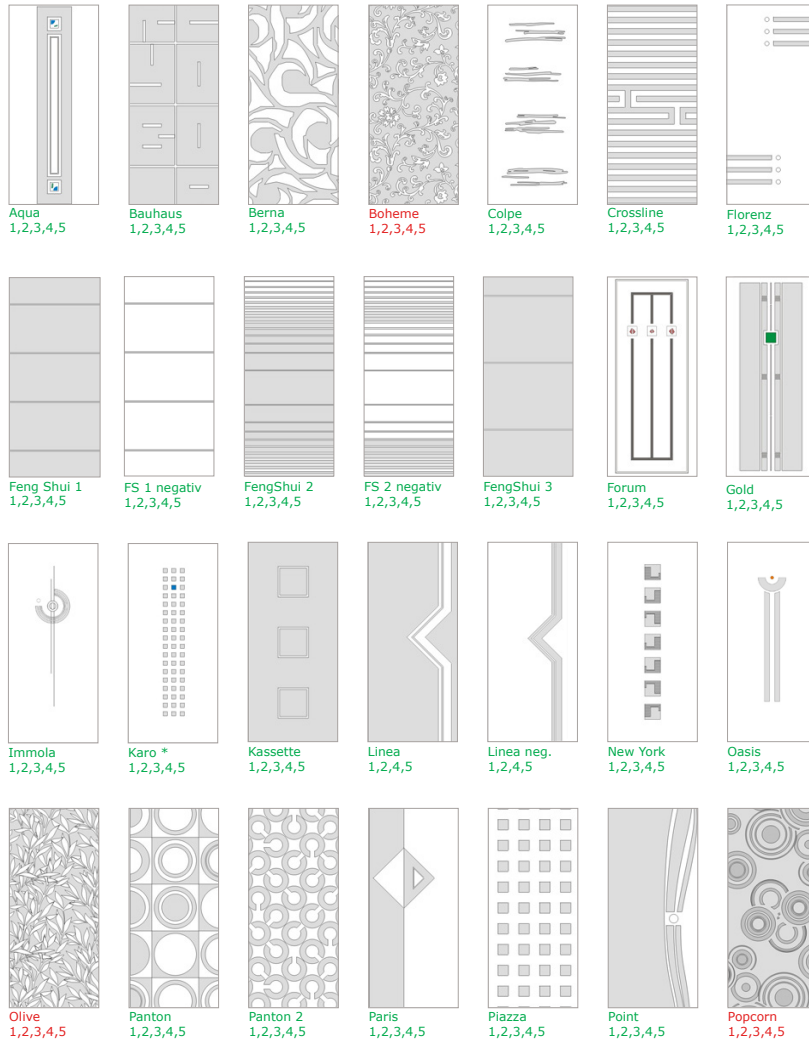 Aqua
1,2,3,4,5
Bauhaus
1,2,3,4,5
Berna
1,2,3,4,5
Boheme
1,2,3,4,5
Colpe
1,2,3,4,5
Crossline
1,2,3,4,5
Florenz
1,2,3,4,5
Feng Shui 1
1,2,3,4,5
FS 1 negativ
1,2,3,4,5
FengShui 2
1,2,3,4,5
FS 2 negativ
1,2,3,4,5
FengShui 3
1,2,3,4,5
Forum
1,2,3,4,5
Gold
1,2,3,4,5
Immola
1,2,3,4,5
Karo *
1,2,3,4,5
Kassette
1,2,3,4,5
Linea
1,2,4,5
Linea neg.
1,2,4,5
New York
1,2,3,4,5
Oasis
1,2,3,4,5
Olive
1,2,3,4,5
Panton
1,2,3,4,5
Panton 2
1,2,3,4,5
Paris
1,2,3,4,5
Piazza
1,2,3,4,5
Point
1,2,3,4,5
Popcorn
1,2,3,4,5